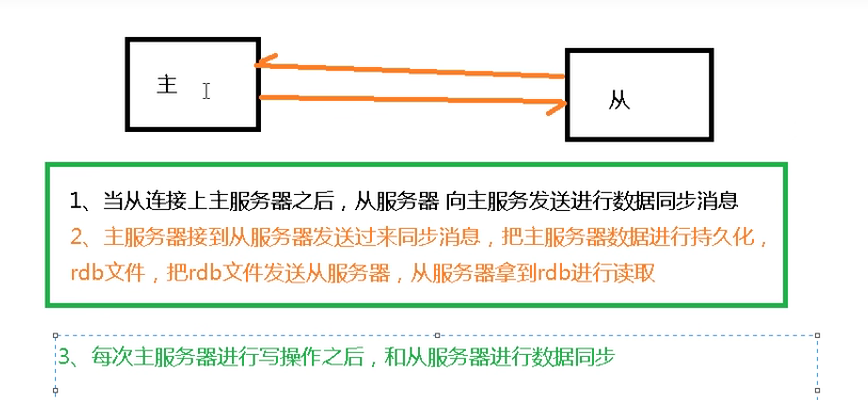 主
从
1、当从连接上主服务器之后，从服务器 向主服务发送进行数据同步消息
2、主服务器接到从服务器发送过来同步消息，把主服务器数据进行持久化，
rdb文件，把rdb文件发送从服务器，从服务器拿到rdb进行读取
3、每次主服务器进行写操作之后，和从服务器进行数据同步